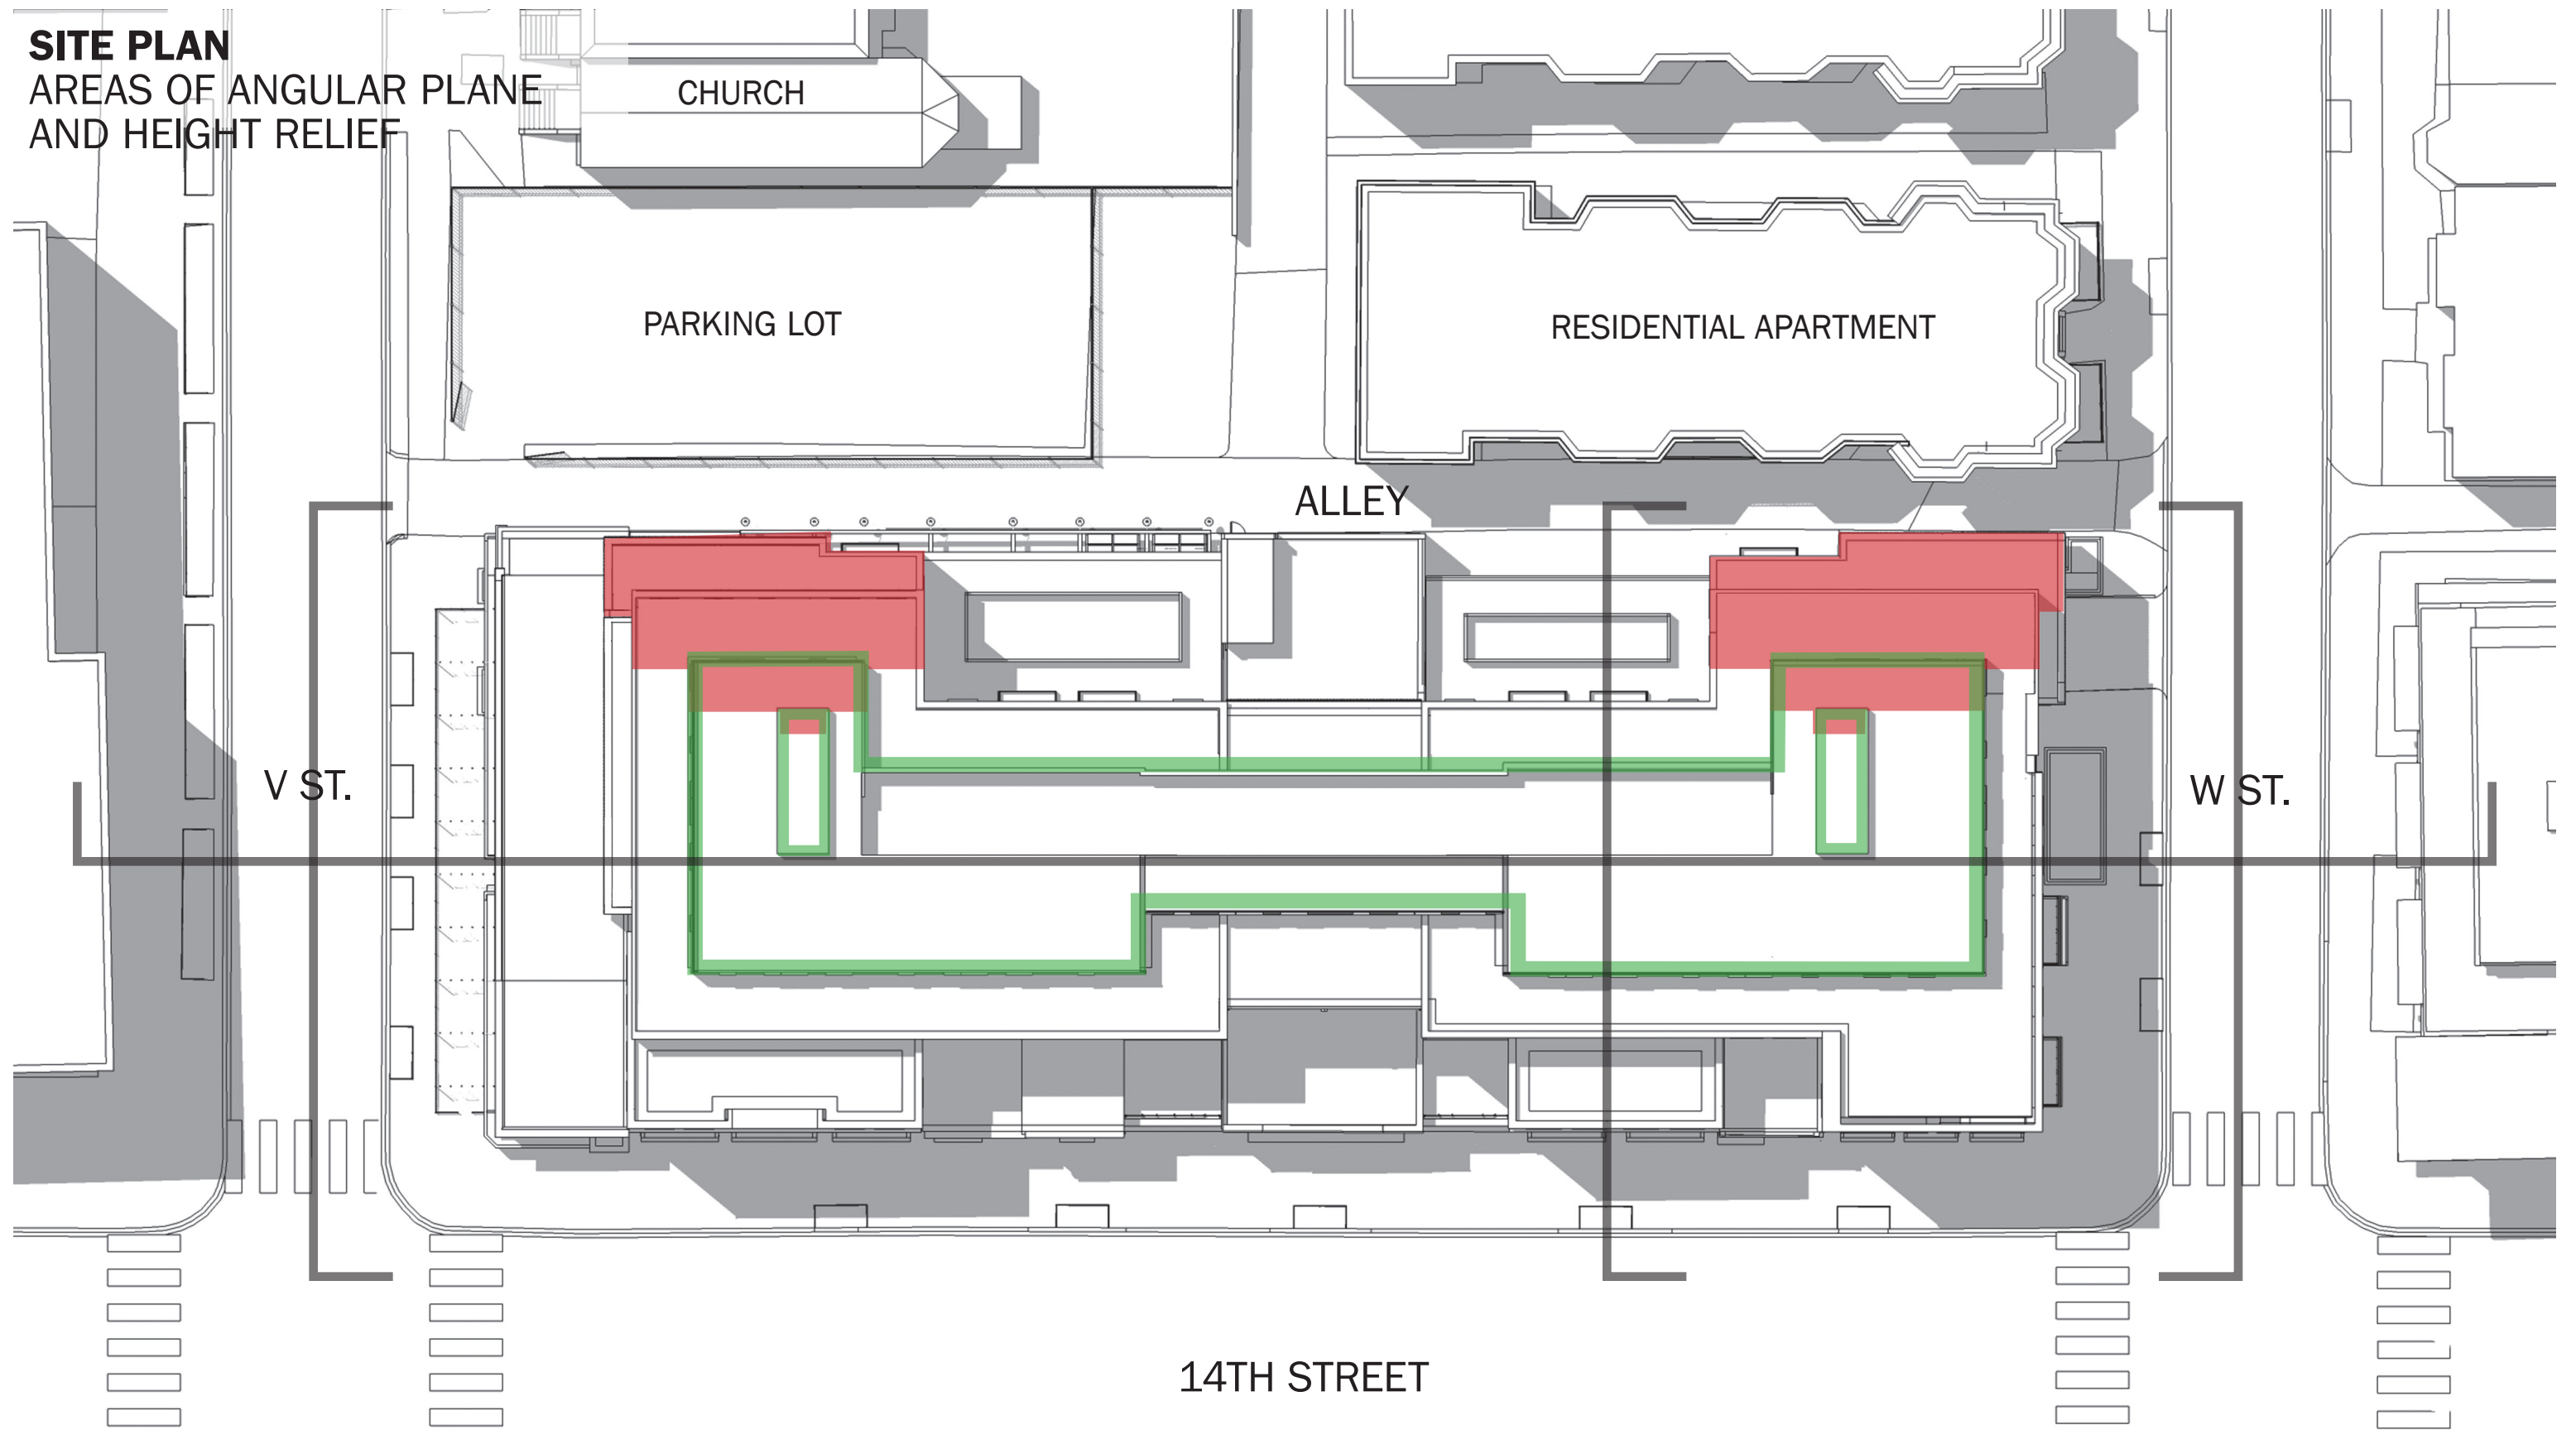 SITE PLAN
AREAS OF ANGULAR PLANE
AND HEIGHT RELIEF
CHURCH
PARKING LOT
RESIDENTIAL APARTMENT
ALLEY
V ST.
W ST.
14TH STREET